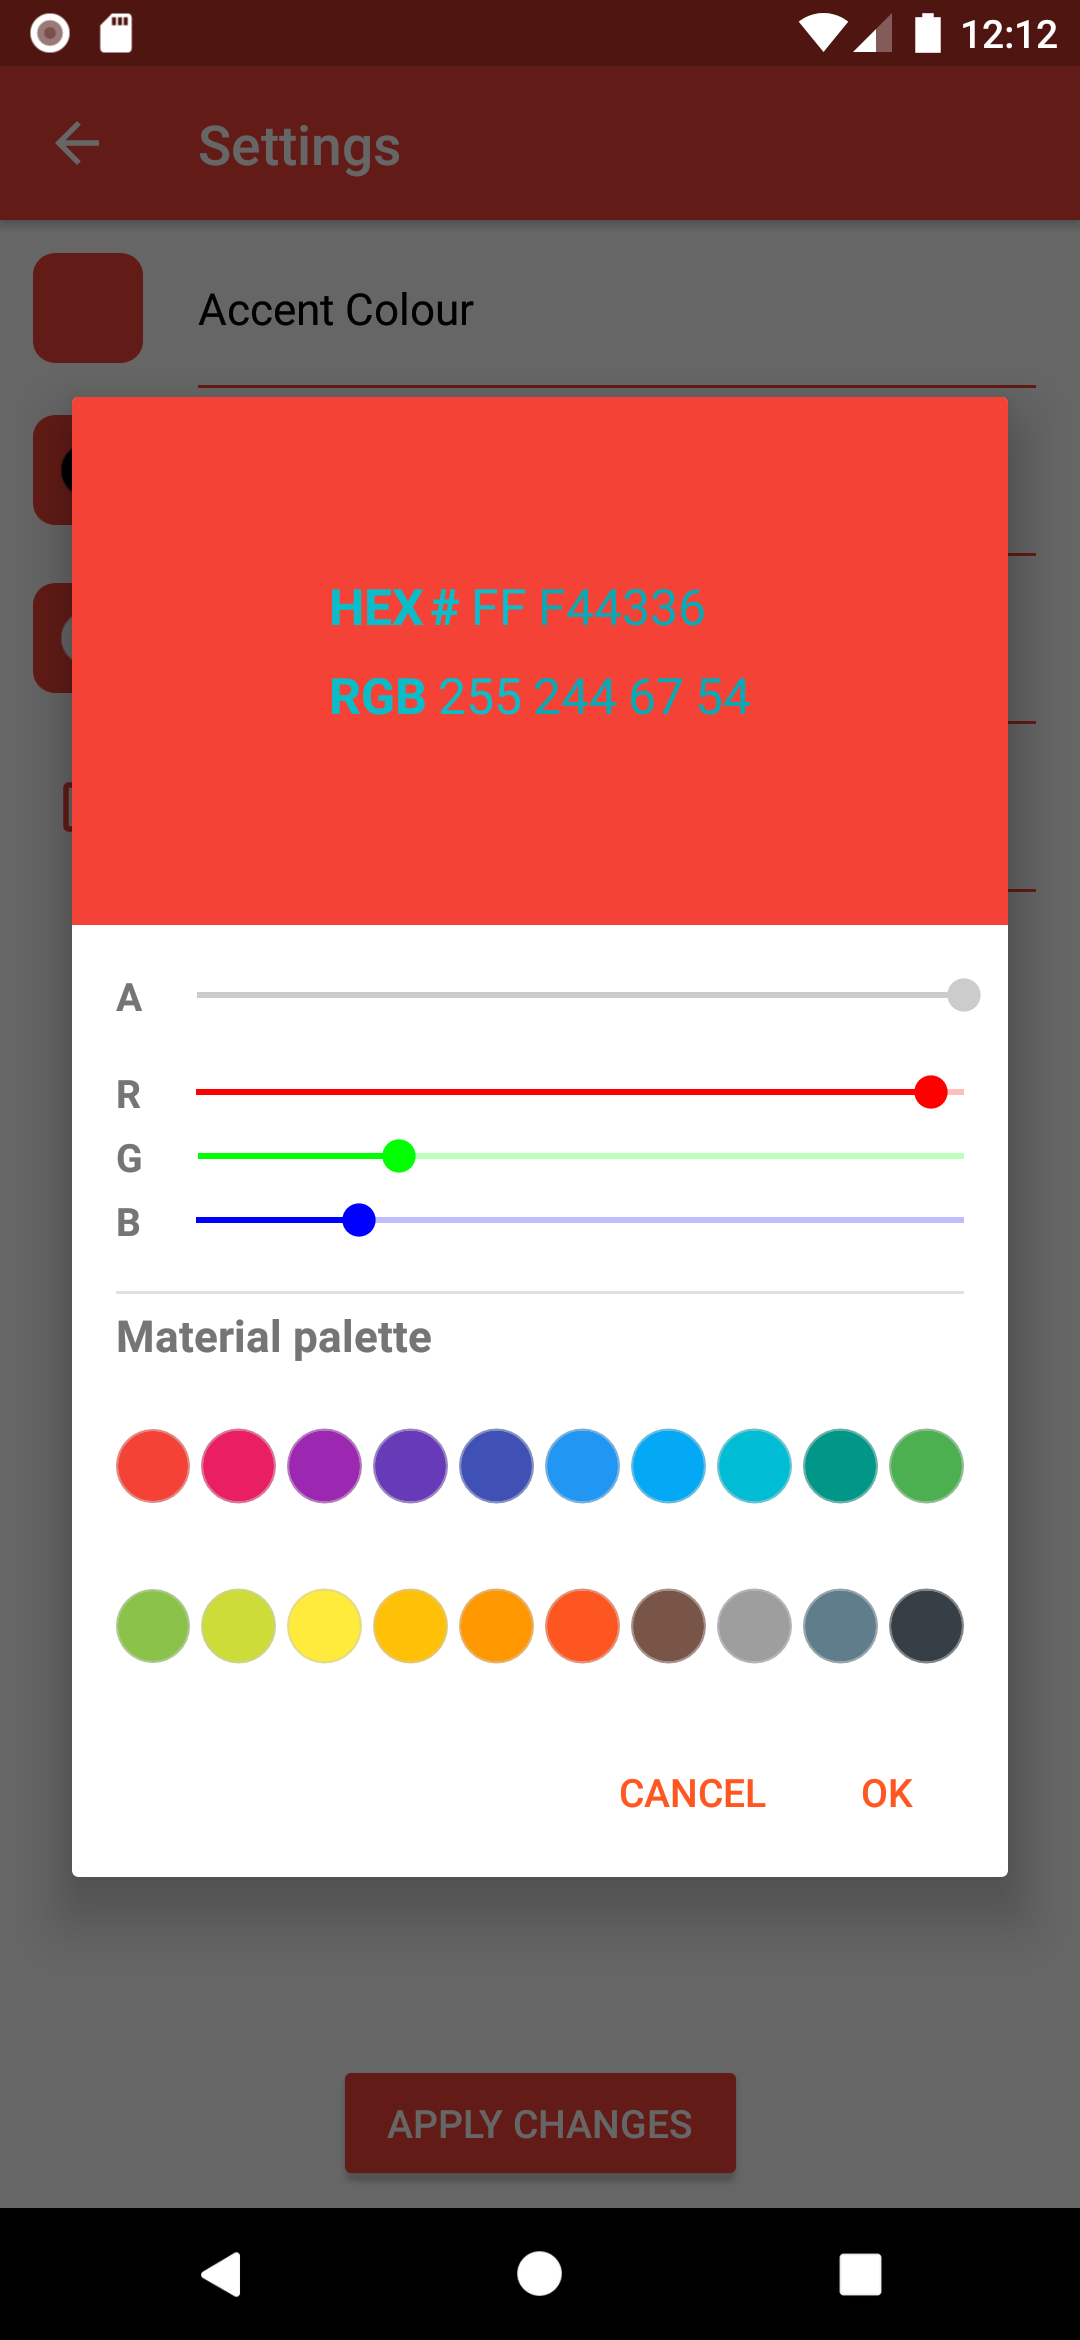 12:12
Settings
Accent Colour
HEX # FF F44336
RGB 255 244 67 54
A
R
G
B
Material palette
CANCEL OK
APPLY CHANGES